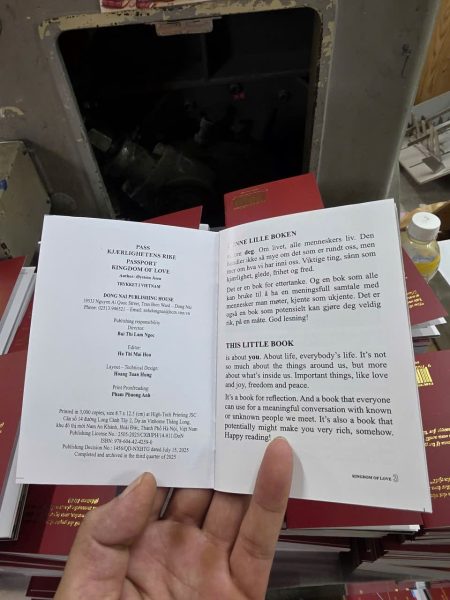 PASS
KJÆRLIGHETENS RIKE
PASSPORT
KINGDOM OF LOVE
TRYKKET I VIETNAM
DONG NAI PUBLISHING HOUSE
Publishing responsibility
Director
Bui Thi Lam Ngoc
Editor:
Ha Thi Mai Hoa
Layout - Technical Design:
Hoang Tuan Hung
Print Proofreading:
Pham Phuong Anh
Printed in 3,000 copies, size 8.7 x 12.5 (cm) at High-Tech Printing JSC
Completed and archived in the third quarter of 2025
LILLE BOKEN
deg. Om livet, alle menneskers liv. Den
ikke så mye om det som er rundt oss, men
mer om hva vi har inni oss. Viktige ting, sånn som
kjærlighet, glede, frihet og fred.
Det er en bok for ettertanke. Og en bok som alle
kan bruke til å ha en meningsfull samtale med
mennesker man møter, kjente som ukjente. Det er
også en bok som potensielt kan gjøre deg veldig
rik, på en måte. God lesning!
THIS LITTLE BOOK
is about you. About life, everybody's life. It's not
so much about the things around us, but more
about what's inside us. Important things, like love
and joy, freedom and peace.
It's a book for reflection. And a book that everyone
can use for a meaningful conversation with known
or unknown people we meet. It's also a book that
potentially might make you very rich, somehow.
Happy reading!
KINGDOM OF LOVE 3